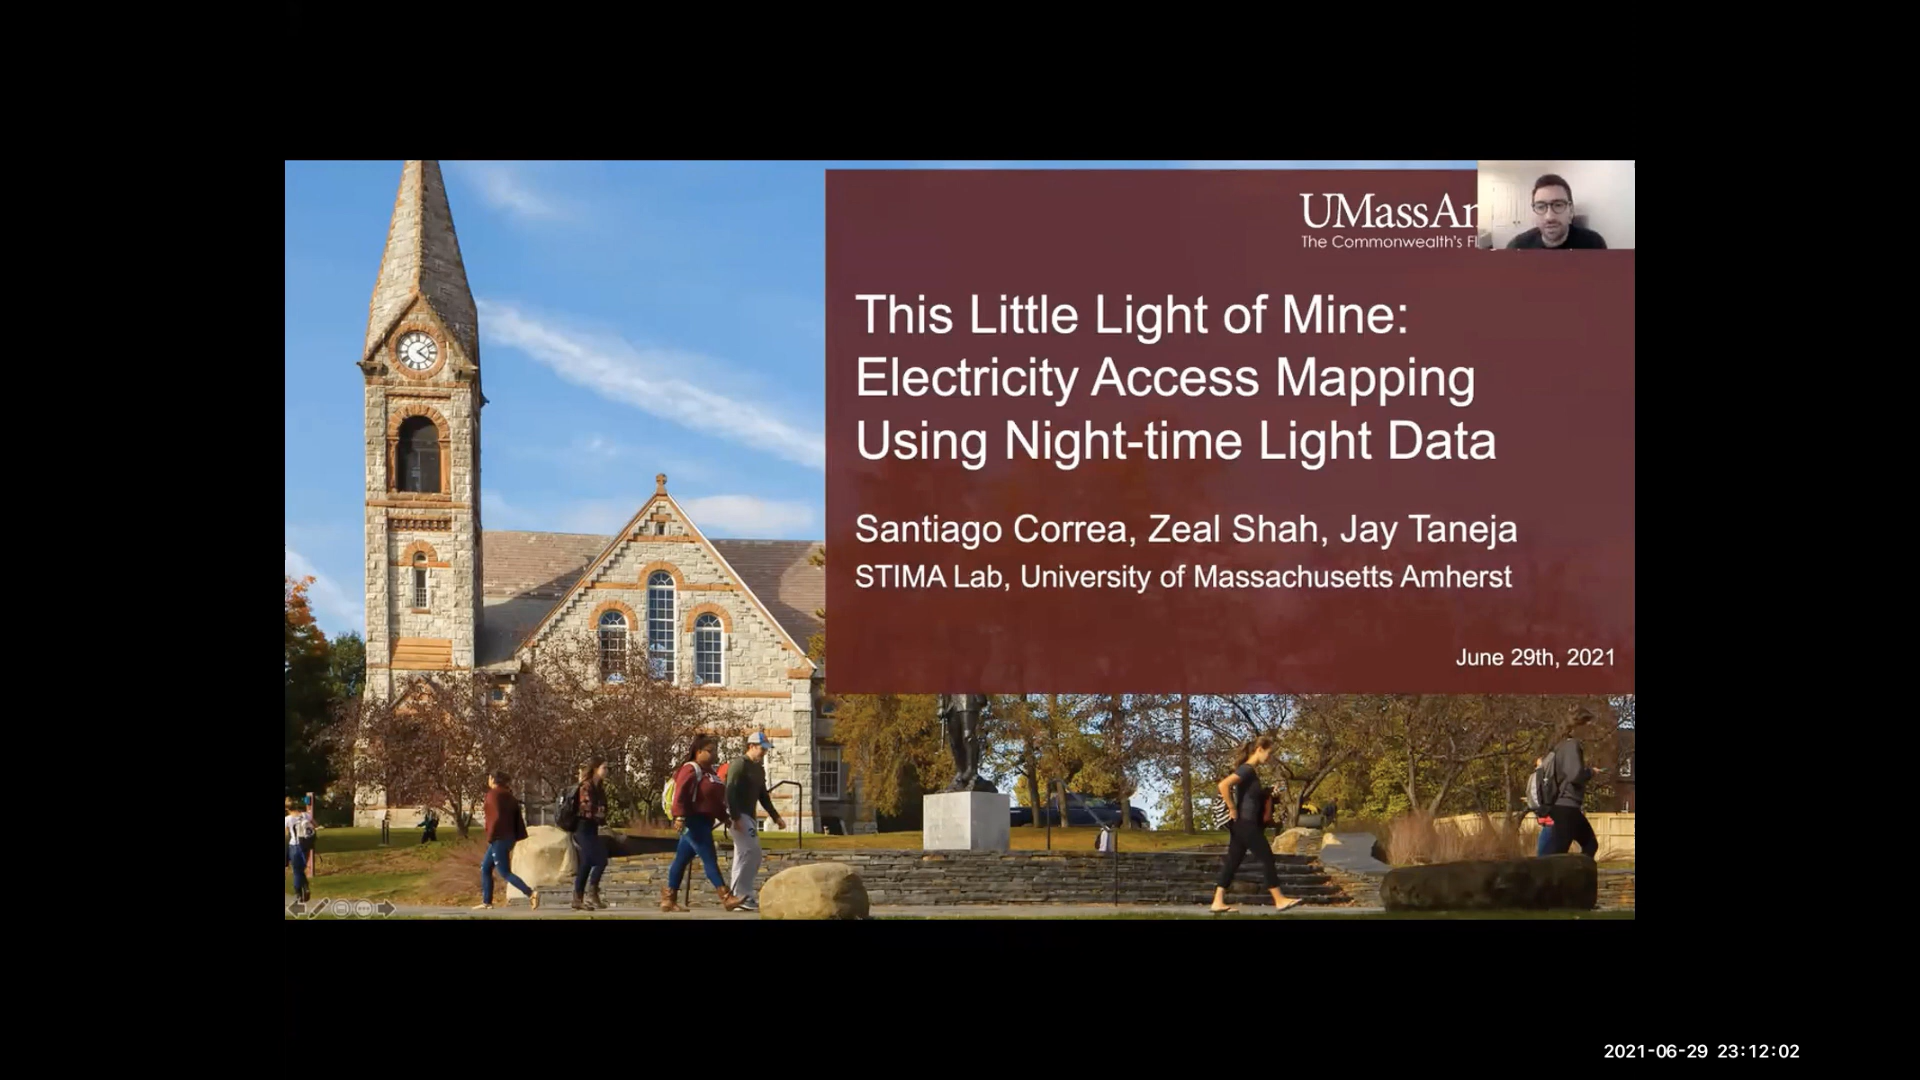 UMassA
The Commonwealth's Fl
This Little Light of Mine:
Electricity Access Mapping
Using Night-time Light Data
Santiago Correa, Zeal Shah, Jay Taneja
STIMA Lab, University of Massachusetts Amherst
June 29th, 2021
2021-06-29 23:12:02